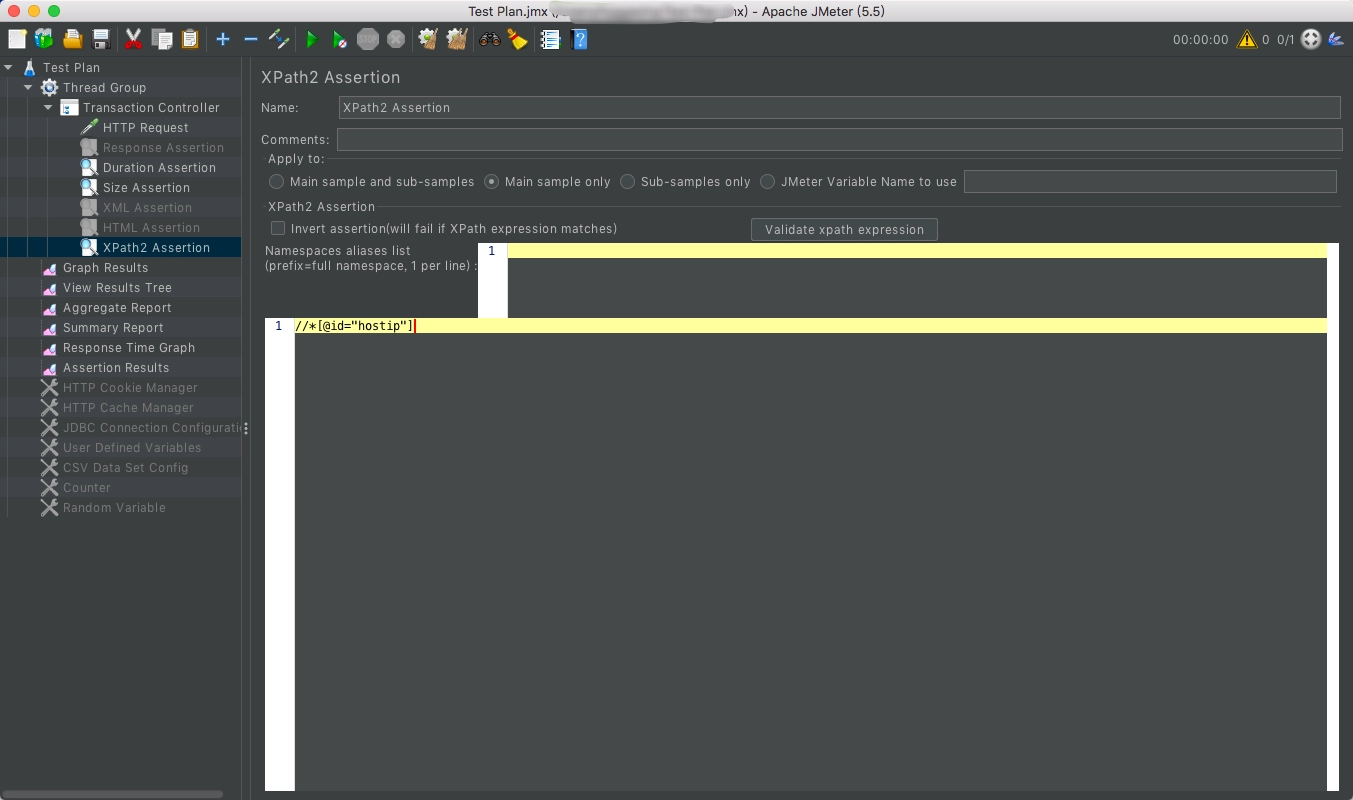 Test Plan.jmx (/ nx) - Apache JMeter (5.5)
STOP
00:00:00 0 0/1
Test Plan
Thread Group
Transaction Controller
HTTP Request
Response Assertion
Duration Assertion
Size Assertion
XML Assertion
HTML Assertion
XPath2 Assertion
Graph Results
View Results Tree
Aggregate Report
Summary Report
Response Time Graph
Assertion Results
HTTP Cookie Manager
HTTP Cache Manager
JDBC Connection Configurati
User Defined Variables
CSV Data Set Config
Counter
Random Variable
XPath2 Assertion
Name: XPath2 Assertion
Comments:
Apply to:
Main sample and sub-samples Main sample only Sub-samples only JMeter Variable Name to use
XPath2 Assertion
Invert assertion(will fail if XPath expression matches) Validate xpath expression
Namespaces aliases list
(prefix=full namespace, 1 per line) :
1
1 //*[@id="hostip"]